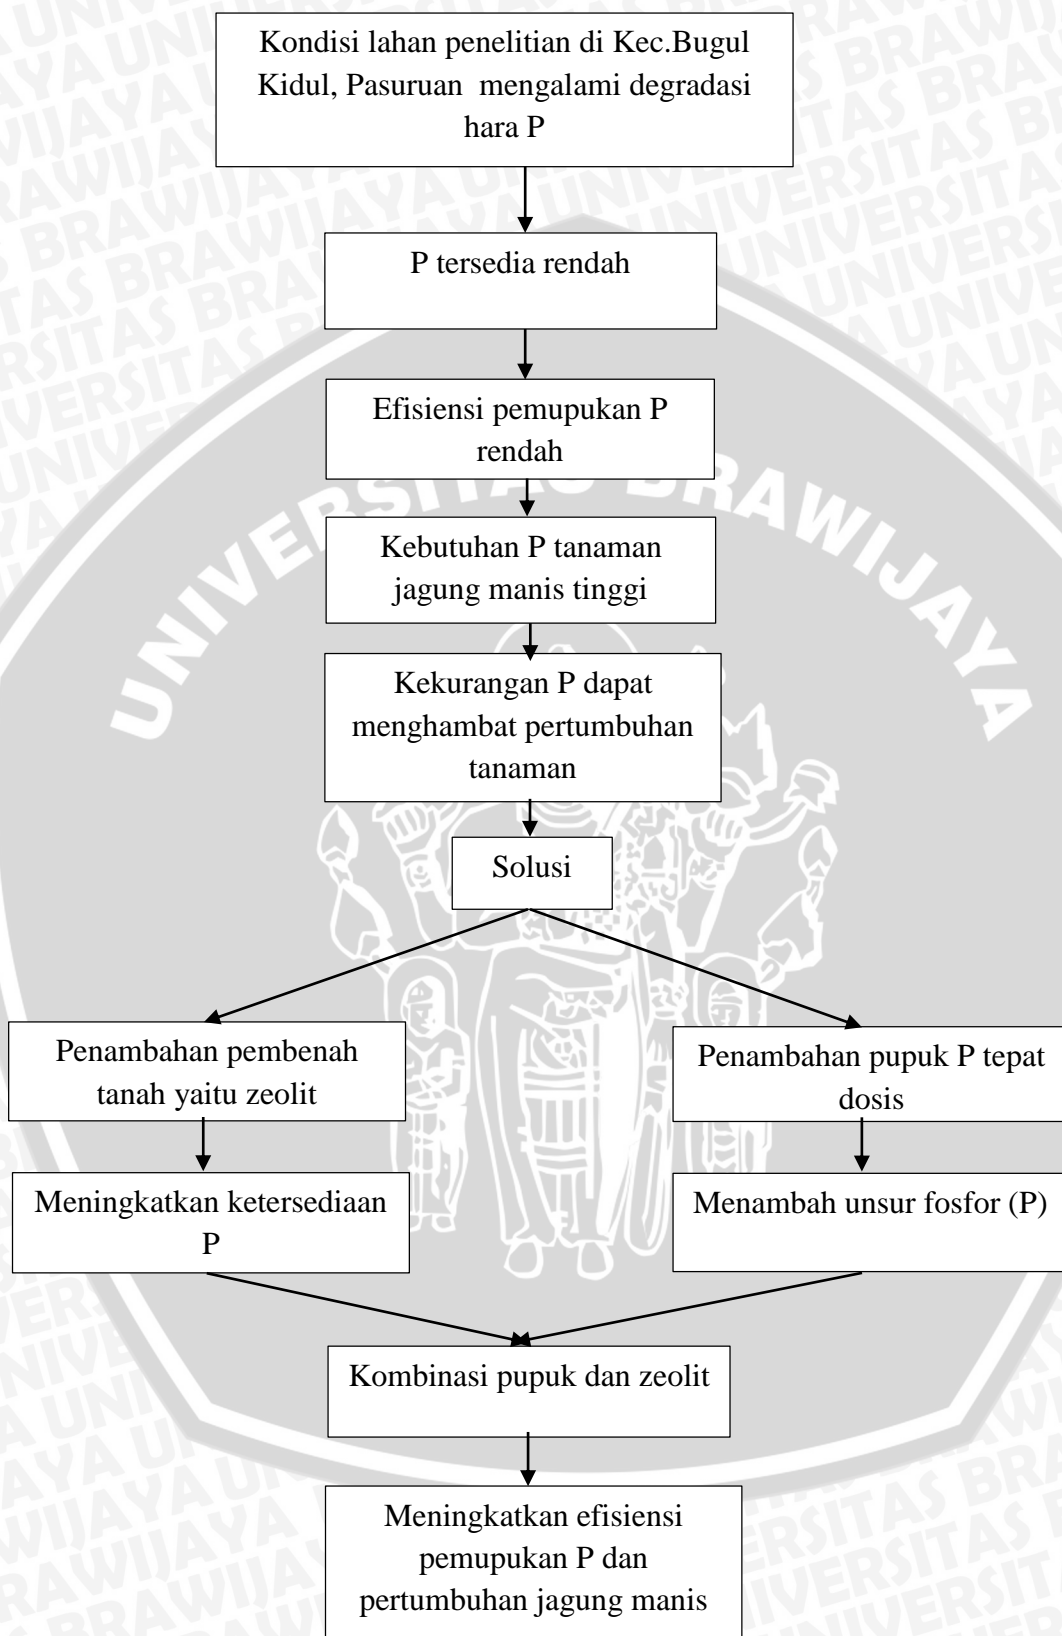 Kondisi lahan penelitian di Kec.Bugul
Kidul, Pasuruan mengalami degradasi
hara P
P tersedia rendah
Efisiensi pemupukan P
rendah
UNIVERSITAS BRAWIJAYA
Kebutuhan P tanaman
jagung manis tinggi
Kekurangan P dapat
menghambat pertumbuhan
tanaman
Solusi
Penambahan pembenah
tanah yaitu zeolit
Penambahan pupuk P tepat
dosis
Meningkatkan ketersediaan
P
Menambah unsur fosfor (P)
Kombinasi pupuk dan zeolit
Meningkatkan efisiensi
pemupukan P dan
pertumbuhan jagung manis